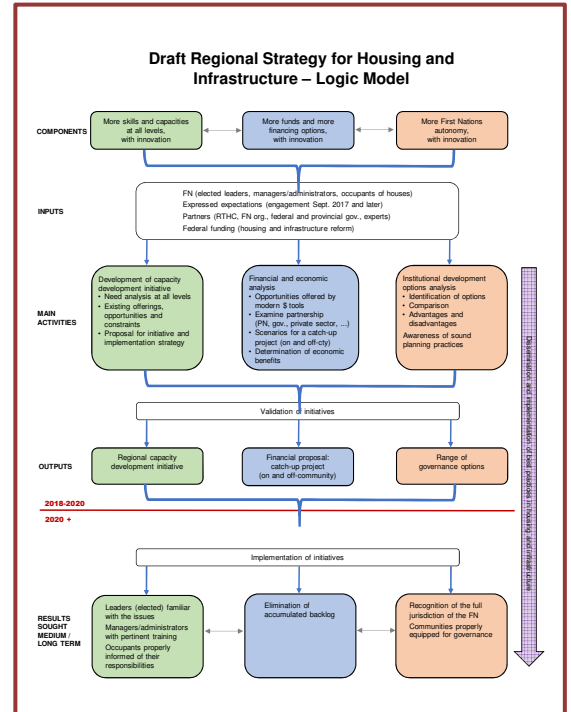 Draft Regional Strategy for Housing and
Infrastructure – Logic Model
COMPONENTS
More skills and capacities
at all levels,
with innovation
More funds and more
financing options,
with innovation
More First Nations
autonomy,
with innovation
INPUTS
FN (elected leaders, managers/administrators, occupants of houses)
Expressed expectations (engagement Sept. 2017 and later)
Partners (RTHC, FN org., federal and provincial gov., experts)
Federal funding (housing and infrastructure reform)
MAIN
ACTIVITIES
Development of capacity
development initiative
• Need analysis at all levels
• Existing offerings,
opportunities and
constraints
• Proposal for initiative and
implementation strategy
Financial and economic
analysis
• Opportunities offered by
modern $ tools
• Examine partnership
(PN, gov., private sector, ...)
• Scenarios for a catch-up
project (on and off-cty)
• Determination of economic
benefits
Institutional development
options analysis
• Identification of options
• Comparison
• Advantages and
disadvantages
Awareness of sound
planning practices
Validation of initiatives
OUTPUTS
Regional capacity
development initiative
Financial proposal:
catch-up project
(on and off-community)
Range of
governance options
2018-2020
2020 +
Implementation of initiatives
RESULTS
SOUGHT
MEDIUM /
LONG TERM
Leaders (elected) familiar
with the issues
Managers/administrators
with pertinent training
Occupants properly
informed of their
responsibilities
Elimination of
accumulated backlog
Recognition of the full
jurisdiction of the FN
Communities properly
equipped for governance
Dissemination and implementation of best practices in housing and infrastructure